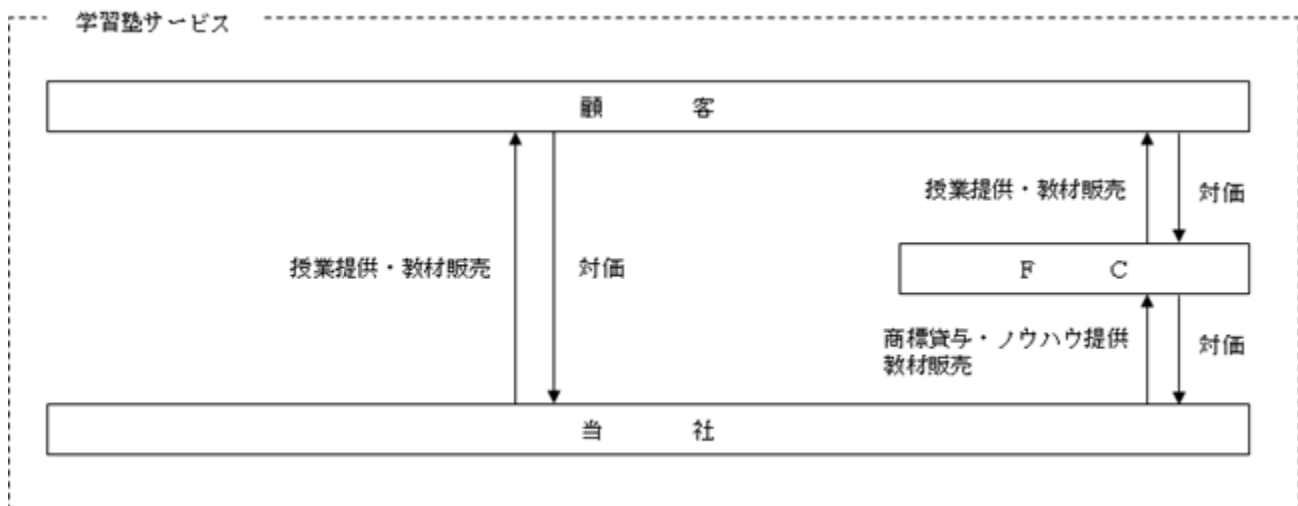 学習塾サービス
顧 客
授業提供・教材販売
対価
授業提供・教材販売
対価
F C
商標貸与・ノウハウ提供
教材販売
対価
当 社